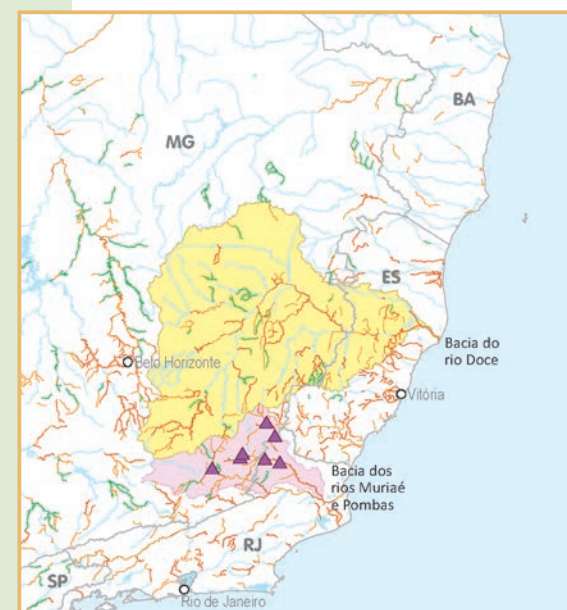 BA
MG
ES
Bacia do
rio Doce
Belo Horizonte
Vitória
Bacia dos
rios Muriaé
e Pombas
RJ
SP
Rio de Janeiro